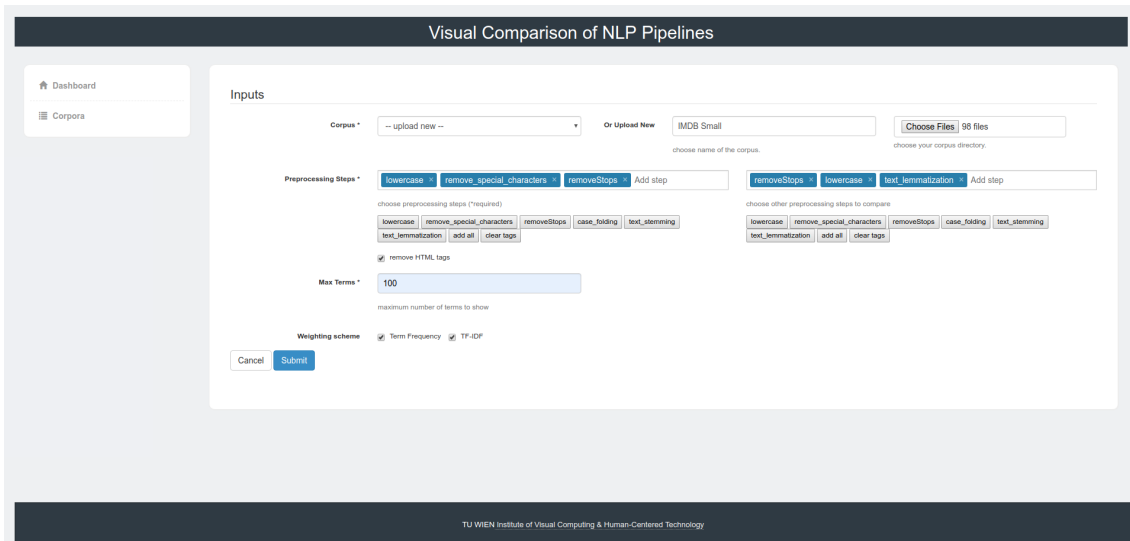 Visual Comparison of NLP Pipelines
Dashboard
Corpora
Inputs
Corpus * -- upload new -- Or Upload New IMDB Small Choose Files 98 files
choose name of the corpus. choose your corpus directory.
Preprocessing Steps * lowercase × remove_special_characters × removeStops × Add step removeStops × lowercase × text_lemmatization × Add step
choose preprocessing steps (*required) choose other preprocessing steps to compare
lowercase remove_special_characters removeStops case_folding text_stemming lowercase remove_special_characters removeStops case_folding text_stemming
text_lemmatization add all clear tags text_lemmatization add all clear tags
remove HTML tags
Max Terms * 100
maximum number of terms to show
Weighting scheme Term Frequency TF-IDF
Cancel Submit
TU WIEN Institute of Visual Computing & Human-Centered Technology